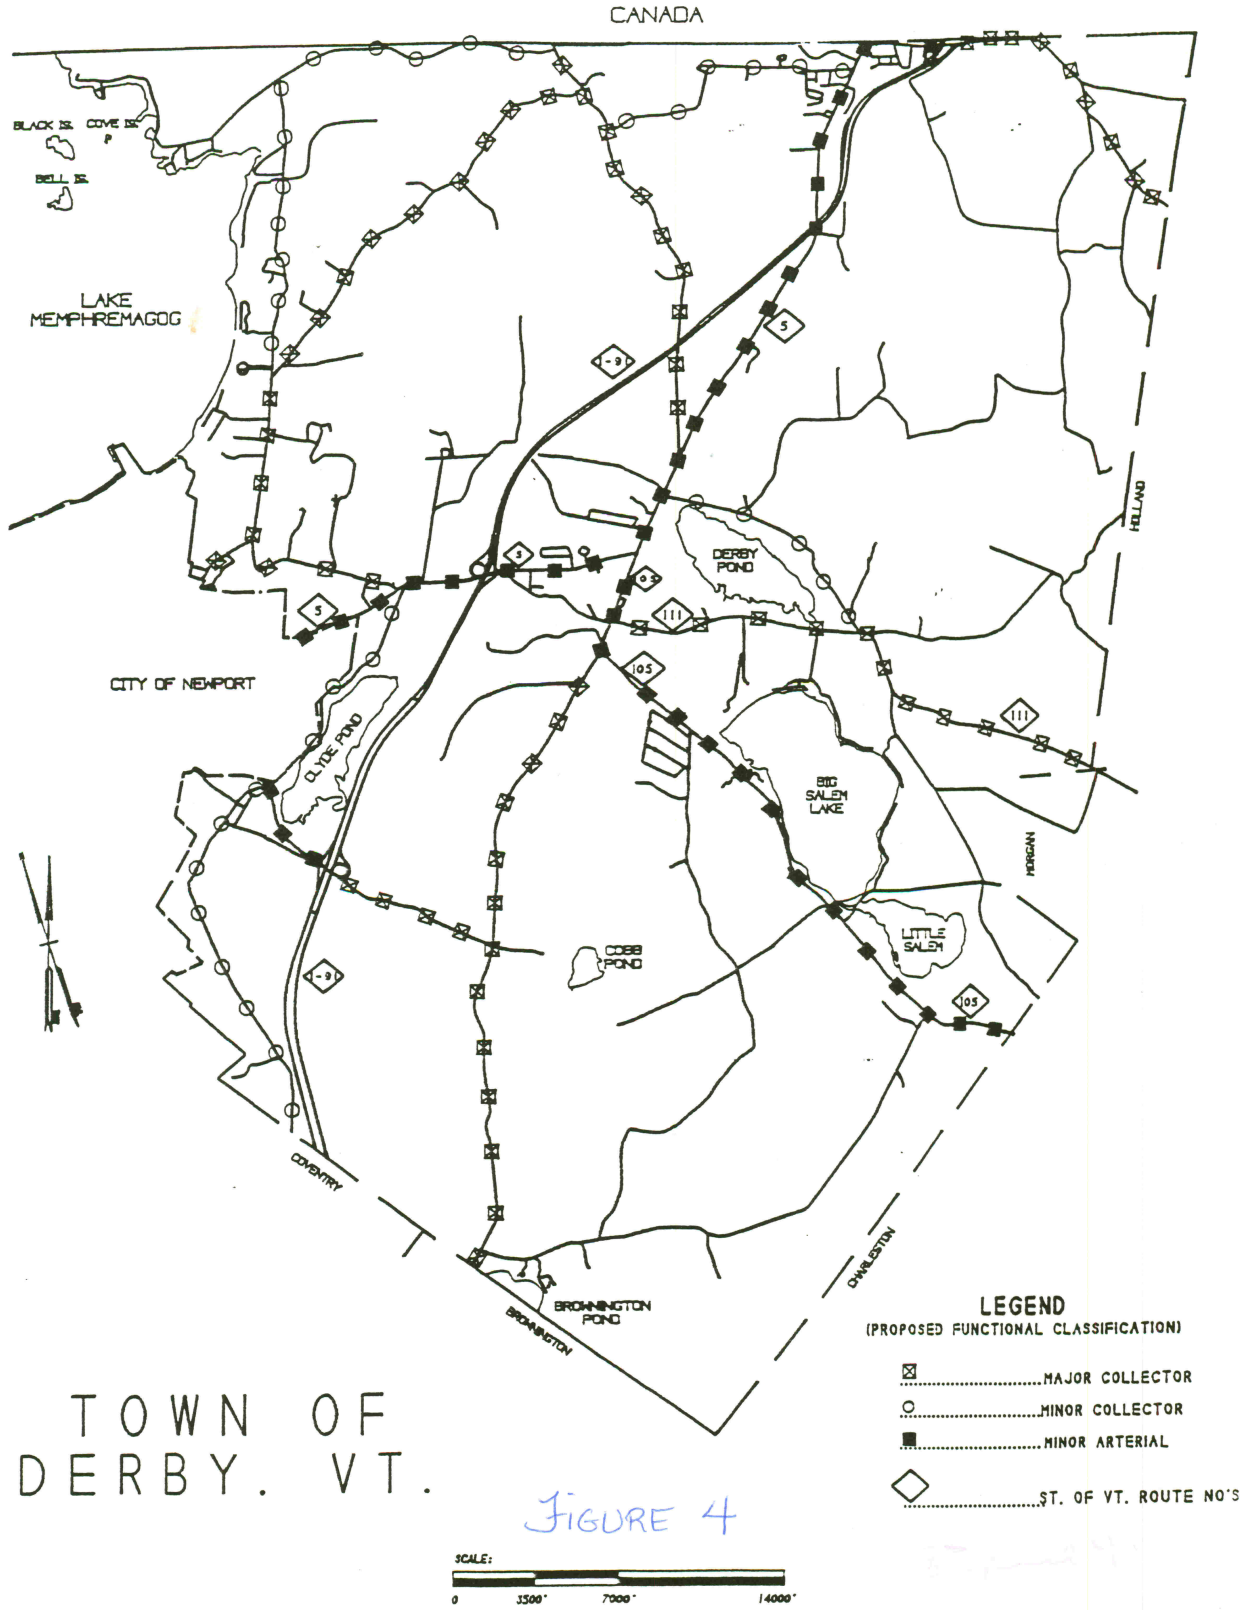 CANADA
BLACK IS. COVE IS.
P
BELL IS.
LAKE
MEMPHREMAGOG
5
I-9
HOLLAND
DERBY
POND
5
105
5
111
105
CITY OF NEWPORT
111
CLYDE POND
BIG
SALEM
LAKE
MORGAN
LITTLE
SALEM
COBB
POND
I-9
105
COVENTRY
CHARLESTON
BROWNINGTON
POND
BROWNINGTON
LEGEND
(PROPOSED FUNCTIONAL CLASSIFICATION)
MAJOR COLLECTOR
MINOR COLLECTOR
MINOR ARTERIAL
ST. OF VT. ROUTE NO'S
TOWN OF
DERBY. VT.
FIGURE 4
SCALE:
0 3500' 7000' 14000'